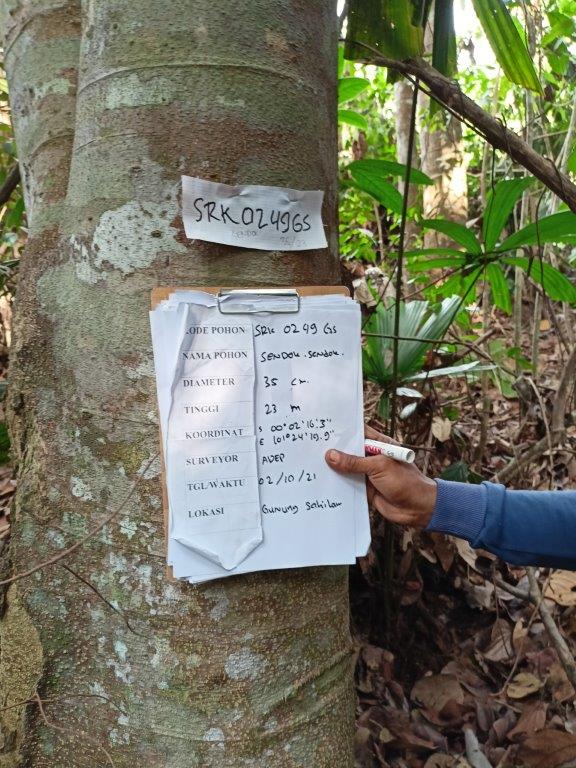 SRK0249GS
SENDOK
KODE POHON SRK 0249 GS
NAMA POHON SENDOK. SENDOK.
DIAMETER 35 cm.
TINGGI 23 m
KOORDINAT S 00°02'16.3"
E 101°24'19.9"
SURVEYOR ADEP
TGL/WAKTU 02/10/21
LOKASI Gunung Sahilan